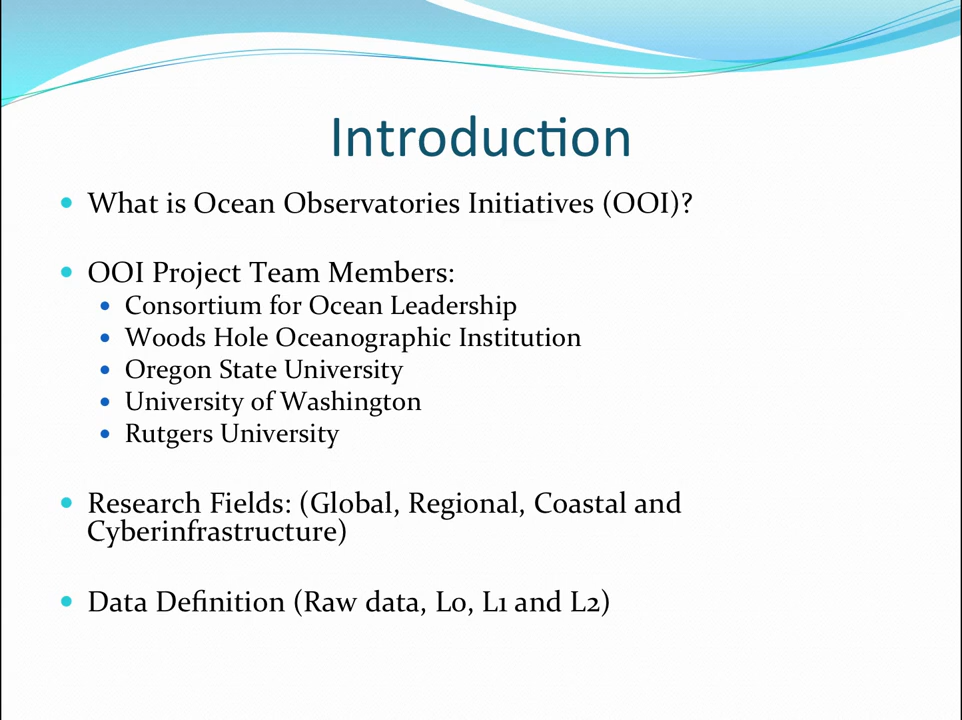 Introduction
What is Ocean Observatories Initiatives (OOI)?
OOI Project Team Members:
Consortium for Ocean Leadership
Woods Hole Oceanographic Institution
Oregon State University
University of Washington
Rutgers University
Research Fields: (Global, Regional, Coastal and
Cyberinfrastructure)
Data Definition (Raw data, L0, L1 and L2)